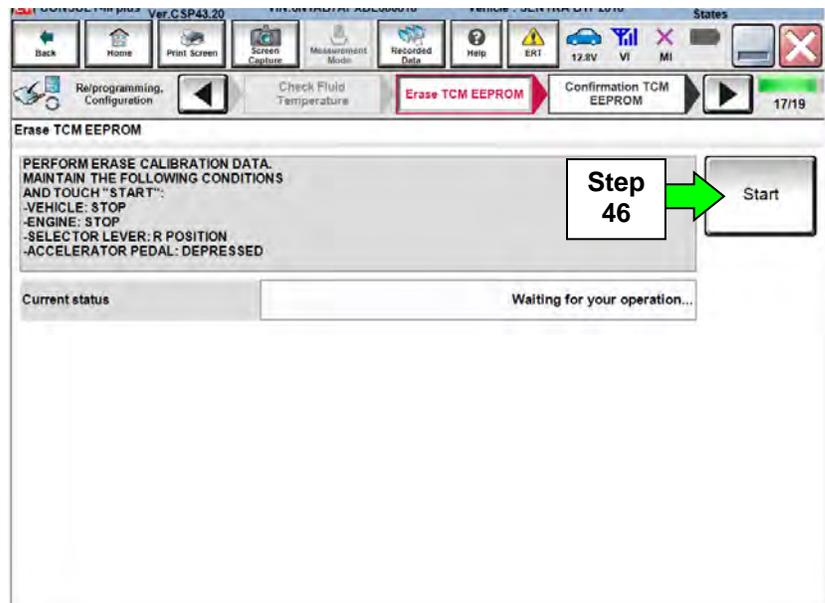 Ver.CSP43.20
States
Back
Home
Print Screen
Screen
Capture
Measurement
Mode
Recorded
Data
Help
ERT
12.8V
VI
MI
Re/programming,
Configuration
Check Fluid
Temperature
Erase TCM EEPROM
Confirmation TCM
EEPROM
17/19
Erase TCM EEPROM
PERFORM ERASE CALIBRATION DATA.
MAINTAIN THE FOLLOWING CONDITIONS
AND TOUCH "START":
-VEHICLE: STOP
-ENGINE: STOP
-SELECTOR LEVER: R POSITION
-ACCELERATOR PEDAL: DEPRESSED
Step
46
Start
Current status
Waiting for your operation...